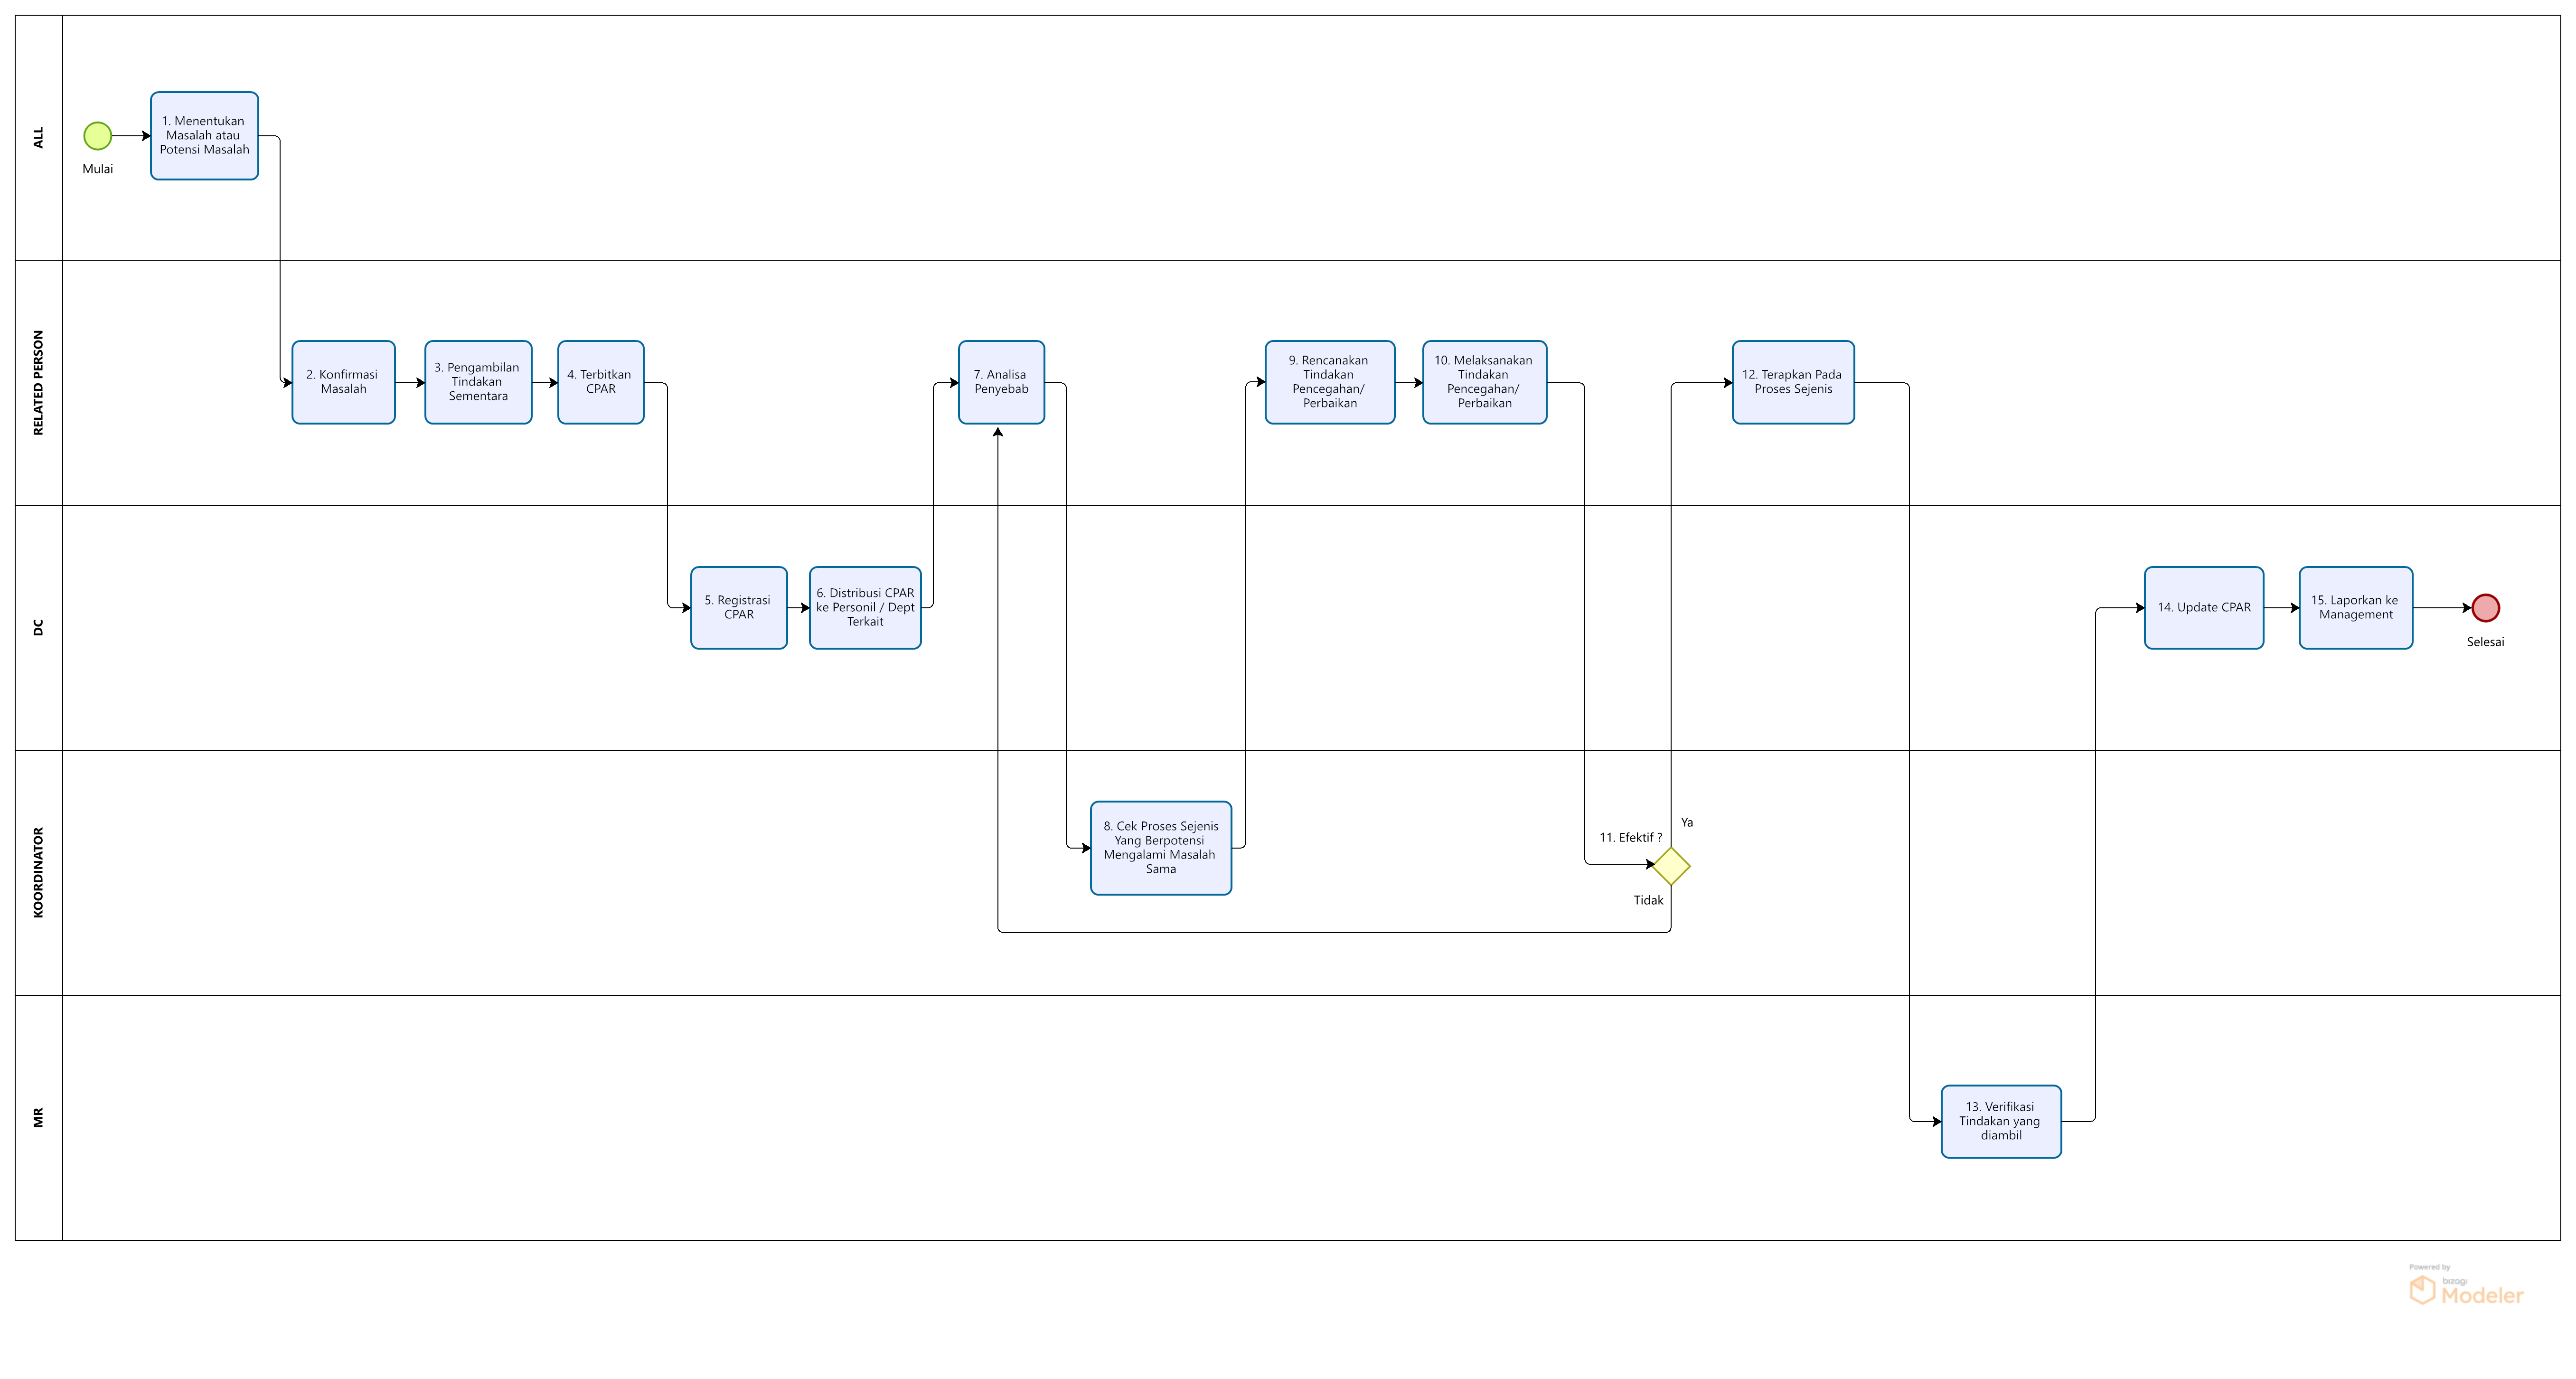 ALL
Mulai
1. Menentukan
Masalah atau
Potensi Masalah
RELATED PERSON
2. Konfirmasi
Masalah
3. Pengambilan
Tindakan
Sementara
4. Terbitkan
CPAR
7. Analisa
Penyebab
9. Rencanakan
Tindakan
Pencegahan/
Perbaikan
10. Melaksanakan
Tindakan
Pencegahan/
Perbaikan
12. Terapkan Pada
Proses Sejenis
DC
5. Registrasi
CPAR
6. Distribusi CPAR
ke Personil / Dept
Terkait
14. Update CPAR
15. Laporkan ke
Management
Selesai
KOORDINATOR
8. Cek Proses Sejenis
Yang Berpotensi
Mengalami Masalah
Sama
11. Efektif ?
Ya
Tidak
MR
13. Verifikasi
Tindakan yang
diambil
Powered by
bizagi
Modeler